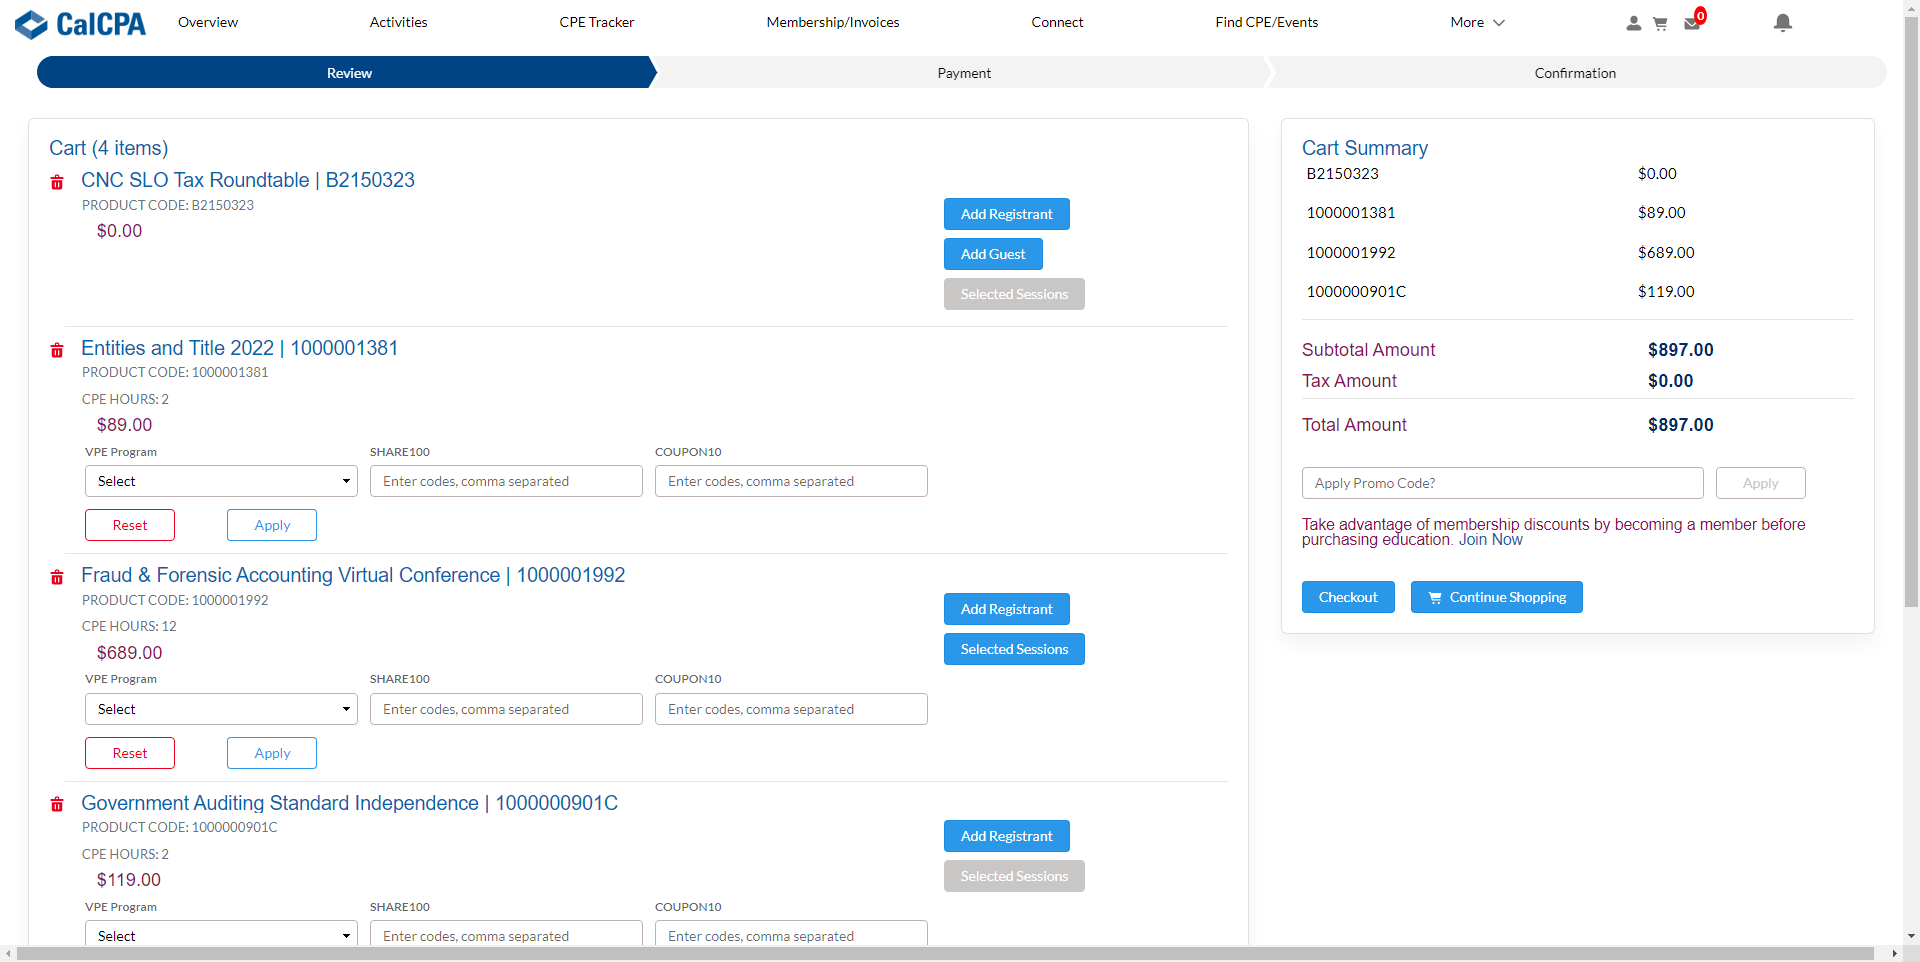 CalCPA
Overview
Activities
CPE Tracker
Membership/Invoices
Connect
Find CPE/Events
More
0
Review
Payment
Confirmation
Cart (4 items)
CNC SLO Tax Roundtable | B2150323
PRODUCT CODE: B2150323
$0.00
Add Registrant
Add Guest
Selected Sessions
Entities and Title 2022 | 1000001381
PRODUCT CODE: 1000001381
CPE HOURS: 2
$89.00
VPE Program
SHARE100
COUPON10
Select
Enter codes, comma separated
Enter codes, comma separated
Reset
Apply
Fraud & Forensic Accounting Virtual Conference | 1000001992
PRODUCT CODE: 1000001992
CPE HOURS: 12
$689.00
Add Registrant
Selected Sessions
VPE Program
SHARE100
COUPON10
Select
Enter codes, comma separated
Enter codes, comma separated
Reset
Apply
Government Auditing Standard Independence | 1000000901C
PRODUCT CODE: 1000000901C
CPE HOURS: 2
$119.00
Add Registrant
Selected Sessions
VPE Program
SHARE100
COUPON10
Select
Enter codes, comma separated
Enter codes, comma separated
Cart Summary
B2150323 $0.00
1000001381 $89.00
1000001992 $689.00
1000000901C $119.00
Subtotal Amount $897.00
Tax Amount $0.00
Total Amount $897.00
Apply Promo Code?
Apply
Take advantage of membership discounts by becoming a member before
purchasing education. Join Now
Checkout
Continue Shopping